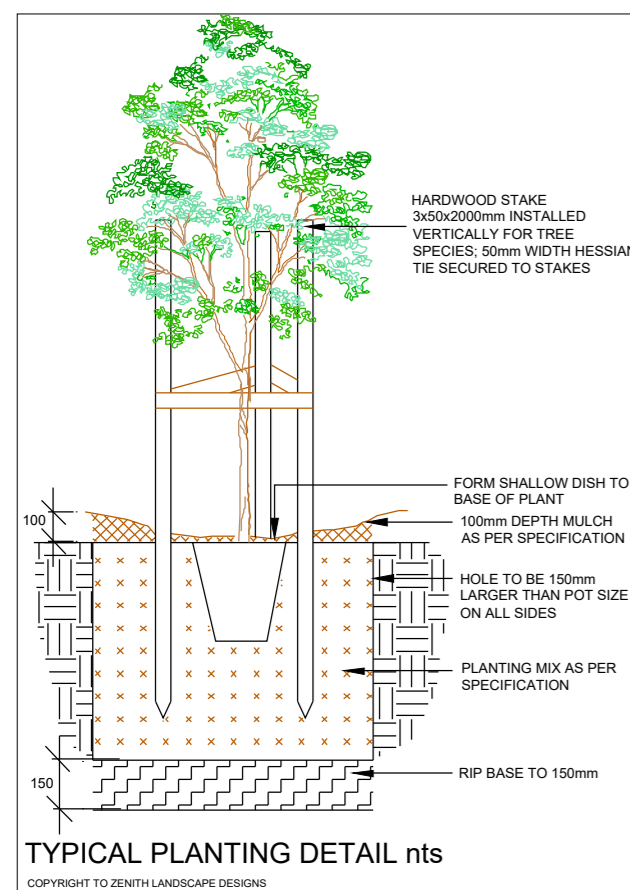 HARDWOOD STAKE
3x50x2000mm INSTALLED
VERTICALLY FOR TREE
SPECIES; 50mm WIDTH HESSIAN
TIE SECURED TO STAKES
FORM SHALLOW DISH TO
BASE OF PLANT
100
100mm DEPTH MULCH
AS PER SPECIFICATION
HOLE TO BE 150mm
LARGER THAN POT SIZE
ON ALL SIDES
PLANTING MIX AS PER
SPECIFICATION
150
RIP BASE TO 150mm
TYPICAL PLANTING DETAIL nts
COPYRIGHT TO ZENITH LANDSCAPE DESIGNS